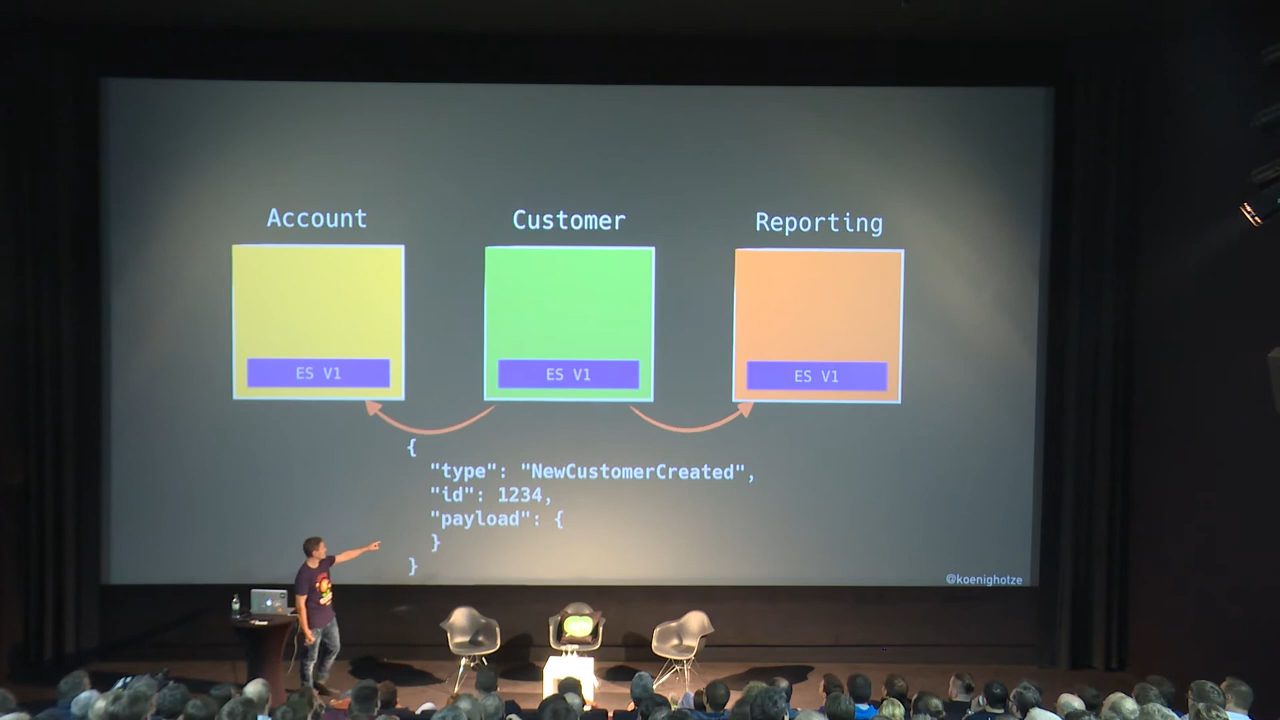 Account
Customer
Reporting
ES V1
ES V1
ES V1
{
"type": "NewCustomerCreated",
"id": 1234,
"payload": {
}
}
@koenighotze